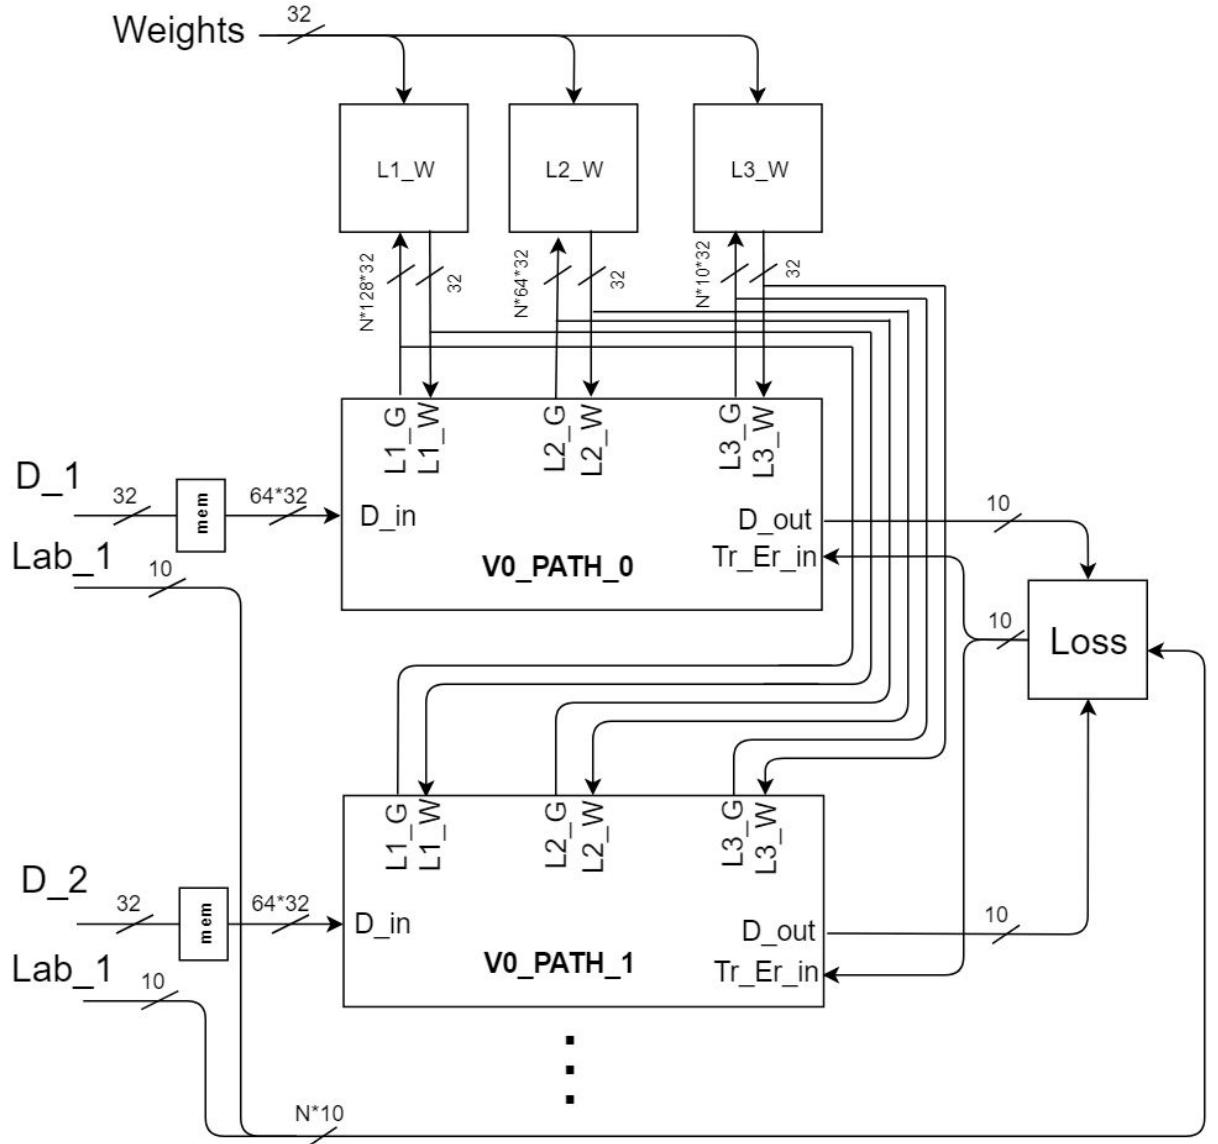 Weights
32
L1_W
L2_W
L3_W
N*128*32
32
N*64*32
32
N*10*32
32
L1_G
L1_W
L2_G
L2_W
L3_G
L3_W
D_1
32
mem
64*32
D_in
D_out
10
Lab_1
10
V0_PATH_0
Tr_Er_in
10
Loss
L1_G
L1_W
L2_G
L2_W
L3_G
L3_W
D_2
32
mem
64*32
D_in
D_out
10
Lab_1
10
V0_PATH_1
Tr_Er_in
N*10